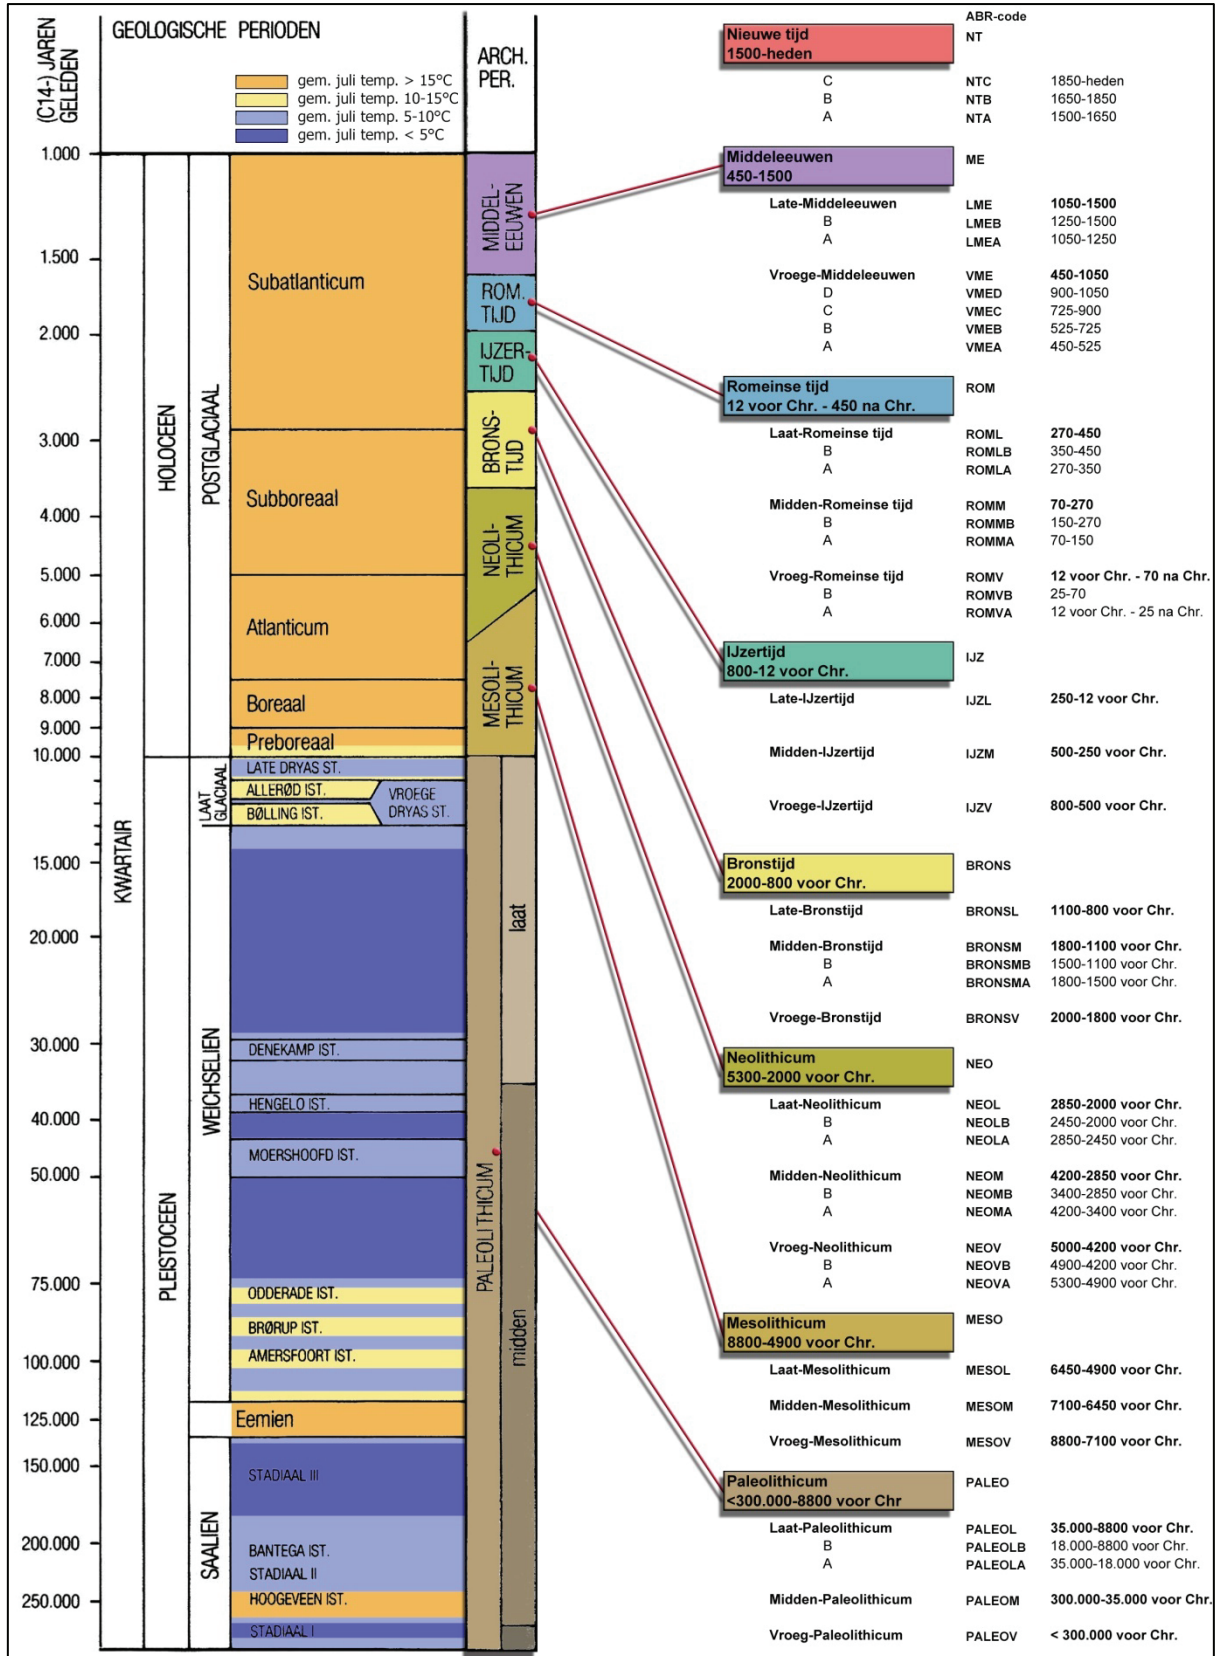 (C14-) JAREN
GELEDEN
GEOLOGISCHE PERIODEN
gem. juli temp. > 15°C
gem. juli temp. 10-15°C
gem. juli temp. 5-10°C
gem. juli temp. < 5°C
ARCH.
PER.
1.000
1.500
2.000
3.000
4.000
5.000
6.000
7.000
8.000
9.000
10.000
15.000
20.000
30.000
40.000
50.000
75.000
100.000
125.000
150.000
200.000
250.000
KWARTAIR
HOLOCEEN
PLEISTOCEEN
POSTGLACIAAL
LAAT
GLACIAAL
WEICHSELIEN
SAALIEN
Subatlanticum
Subboreaal
Atlanticum
Boreaal
Preboreaal
LATE DRYAS ST.
ALLERØD IST.
VROEGE
DRYAS ST.
BØLLING IST.
DENEKAMP IST.
HENGELO IST.
MOERSHOOFD IST.
ODDERADE IST.
BRØRUP IST.
AMERSFOORT IST.
Eemien
STADIAAL III
BANTEGA IST.
STADIAAL II
HOOGEVEEN IST.
STADIAAL I
MIDDEL-
EEUWEN
ROM.
TIJD
IJZER-
TIJD
BRONS-
TIJD
NEOLI-
THICUM
MESOLI-
THICUM
PALEOLITHICUM
laat
midden
ABR-code
Nieuwe tijd NT
1500-heden
C NTC 1850-heden
B NTB 1650-1850
A NTA 1500-1650
Middeleeuwen ME
450-1500
Late-Middeleeuwen LME 1050-1500
B LMEB 1250-1500
A LMEA 1050-1250
Vroege-Middeleeuwen VME 450-1050
D VMED 900-1050
C VMEC 725-900
B VMEB 525-725
A VMEA 450-525
Romeinse tijd ROM
12 voor Chr. - 450 na Chr.
Laat-Romeinse tijd ROML 270-450
B ROMLB 350-450
A ROMLA 270-350
Midden-Romeinse tijd ROMM 70-270
B ROMMB 150-270
A ROMMA 70-150
Vroeg-Romeinse tijd ROMV 12 voor Chr. - 70 na Chr.
B ROMVB 25-70
A ROMVA 12 voor Chr. - 25 na Chr.
IJzertijd IJZ
800-12 voor Chr.
Late-IJzertijd IJZL 250-12 voor Chr.
Midden-IJzertijd IJZM 500-250 voor Chr.
Vroege-IJzertijd IJZV 800-500 voor Chr.
Bronstijd BRONS
2000-800 voor Chr.
Late-Bronstijd BRONSL 1100-800 voor Chr.
Midden-Bronstijd BRONSM 1800-1100 voor Chr.
B BRONSMB 1500-1100 voor Chr.
A BRONSMA 1800-1500 voor Chr.
Vroege-Bronstijd BRONSV 2000-1800 voor Chr.
Neolithicum NEO
5300-2000 voor Chr.
Laat-Neolithicum NEOL 2850-2000 voor Chr.
B NEOLB 2450-2000 voor Chr.
A NEOLA 2850-2450 voor Chr.
Midden-Neolithicum NEOM 4200-2850 voor Chr.
B NEOMB 3400-2850 voor Chr.
A NEOMA 4200-3400 voor Chr.
Vroeg-Neolithicum NEOV 5000-4200 voor Chr.
B NEOVB 4900-4200 voor Chr.
A NEOVA 5300-4900 voor Chr.
Mesolithicum MESO
8800-4900 voor Chr.
Laat-Mesolithicum MESOL 6450-4900 voor Chr.
Midden-Mesolithicum MESOM 7100-6450 voor Chr.
Vroeg-Mesolithicum MESOV 8800-7100 voor Chr.
Paleolithicum PALEO
<300.000-8800 voor Chr
Laat-Paleolithicum PALEOL 35.000-8800 voor Chr.
B PALEOLB 18.000-8800 voor Chr.
A PALEOLA 35.000-18.000 voor Chr.
Midden-Paleolithicum PALEOM 300.000-35.000 voor Chr.
Vroeg-Paleolithicum PALEOV < 300.000 voor Chr.